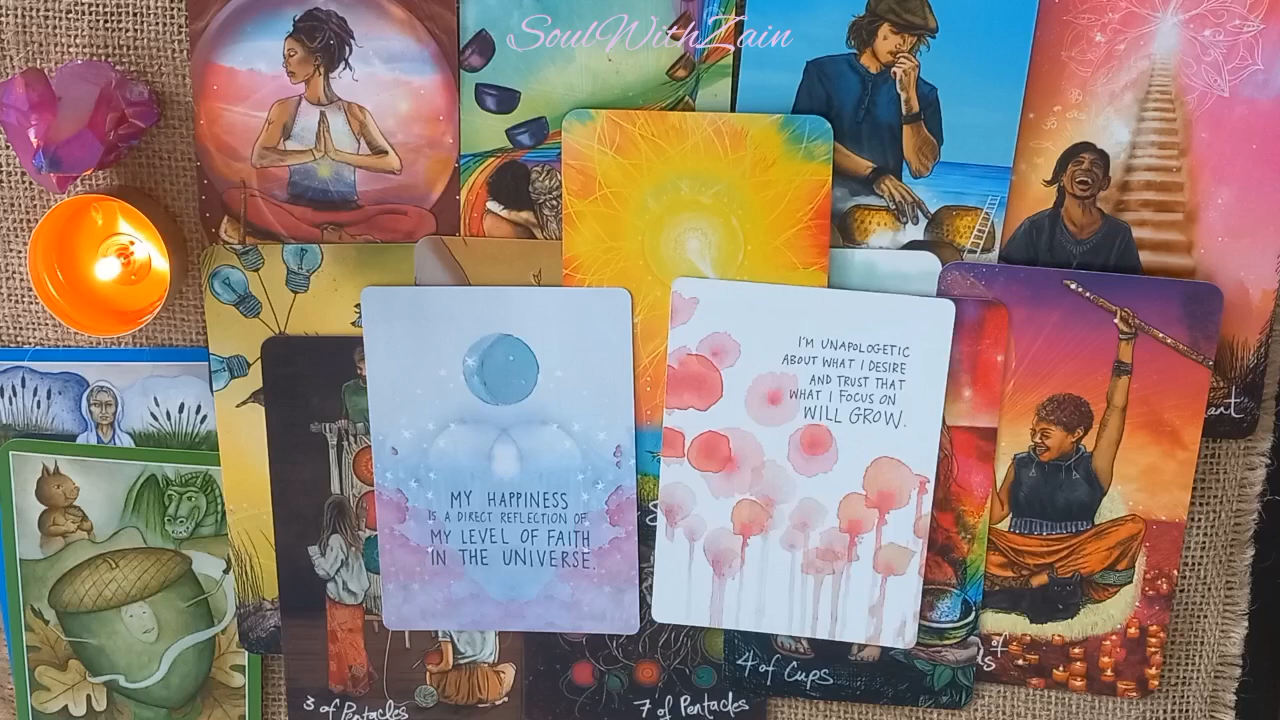 SoulWithZain
MY HAPPINESS
IS A DIRECT REFLECTION OF
MY LEVEL OF FAITH
IN THE UNIVERSE.
I'M UNAPOLOGETIC
ABOUT WHAT I DESIRE
AND TRUST THAT
WHAT I FOCUS ON
WILL GROW.
3 of Pentacles
7 of Pentacles
4 of Cups
of